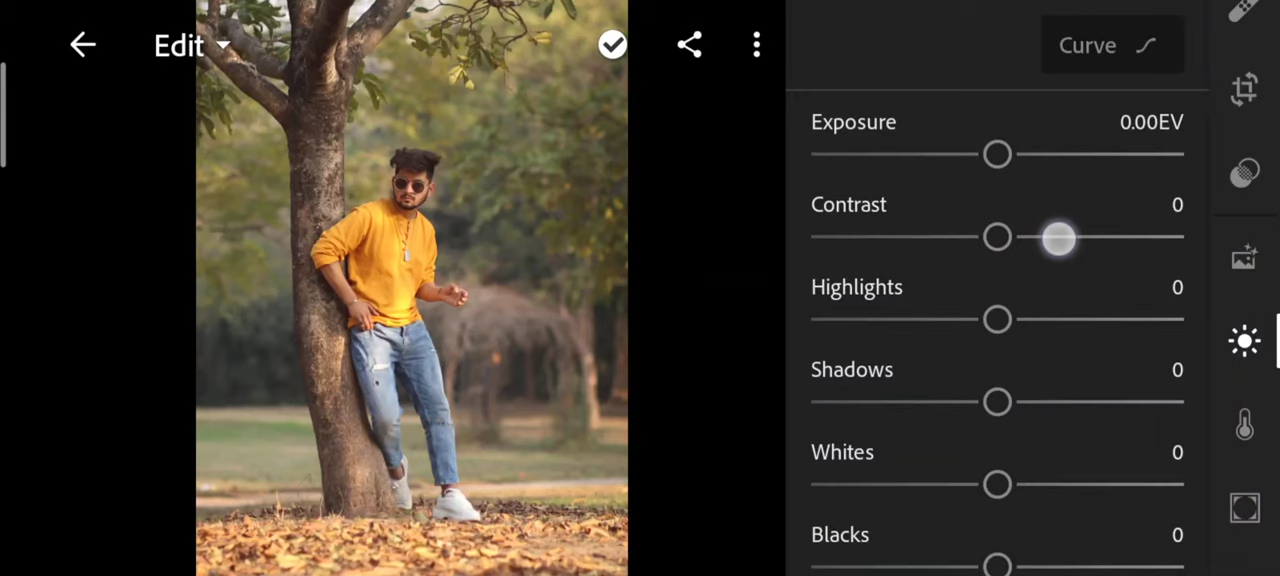 Edit
Curve
Exposure 0.00EV
Contrast 0
Highlights 0
Shadows 0
Whites 0
Blacks 0